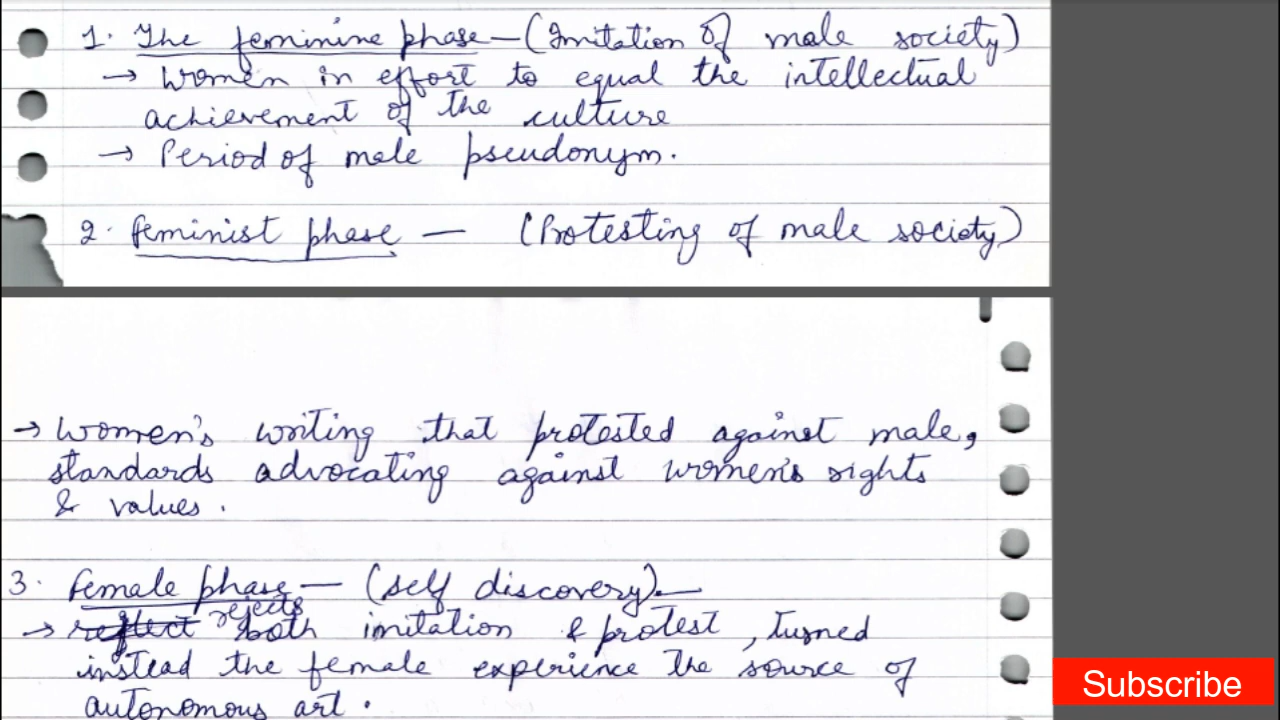 1. The feminine phase — (Imitation of male society)
→ Women in effort to equal the intellectual
achievement of the culture
→ Period of male pseudonym.
2. feminist phase — (Protesting of male society)
→ Women's writing that protested against male,
standards advocating against women's rights
& values.
3. female phase — (self discovery). —
rejects
→ reflect both imitation & protest, turned
instead the female experience the source of
autonomous art.
Subscribe